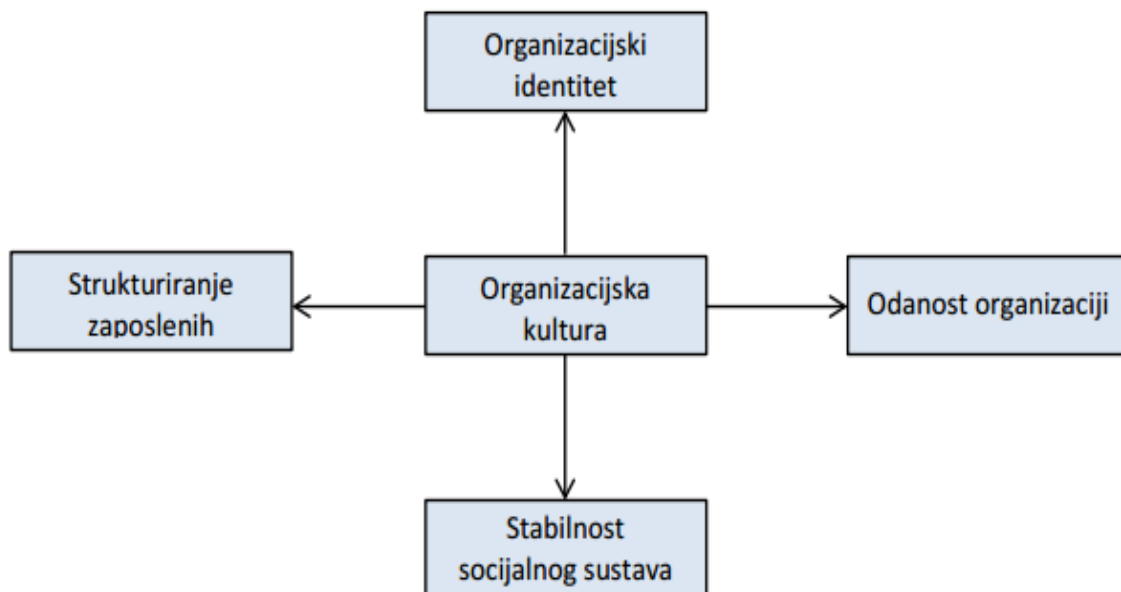 Organizacijski
identitet
Strukturiranje
zaposlenih
Organizacijska
kultura
Odanost organizaciji
Stabilnost
socijalnog sustava